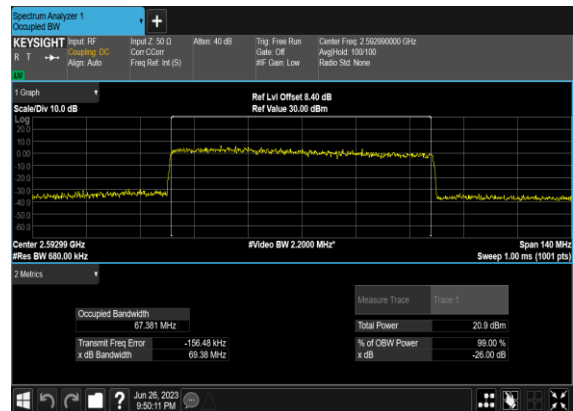 Spectrum Analyzer 1
Occupied BW
KEYSIGHT
R T
LU
Input: RF
Coupling: DC
Align: Auto
Input Z: 50 Ω
Corr CCorr
Freq Ref: Int (S)
Atten: 40 dB
Trig: Free Run
Gate: Off
#IF Gain: Low
Center Freq: 2.592990000 GHz
Avg|Hold: 100/100
Radio Std: None
1 Graph
Scale/Div 10.0 dB
Ref Lvl Offset 8.40 dB
Ref Value 30.00 dBm
Log
20.0
10.0
0.00
-10.0
-20.0
-30.0
-40.0
-50.0
-60.0
Center 2.59299 GHz
#Res BW 680.00 kHz
#Video BW 2.2000 MHz*
Span 140 MHz
Sweep 1.00 ms (1001 pts)
2 Metrics
Measure Trace Trace 1
Occupied Bandwidth
67.381 MHz
Total Power 20.9 dBm
Transmit Freq Error -156.48 kHz
% of OBW Power 99.00 %
x dB Bandwidth 69.38 MHz
x dB -26.00 dB
?
Jun 26, 2023
9:50:11 PM